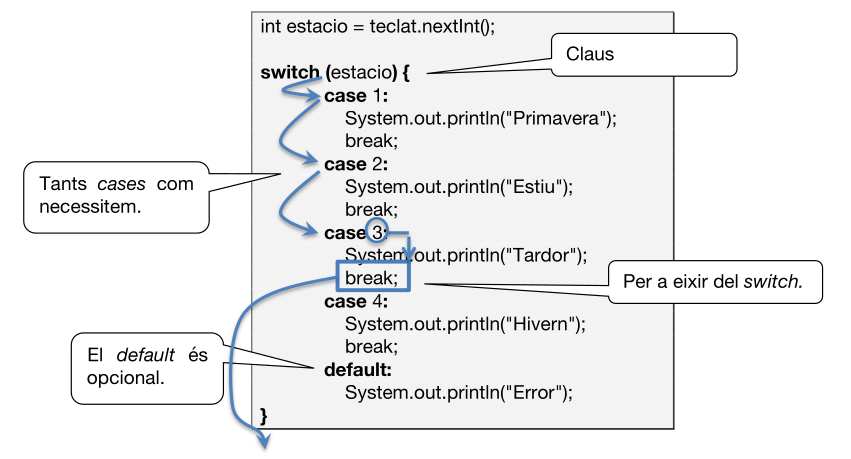 int estacio = teclat.nextInt();
Claus
switch (estacio) {
case 1:
System.out.println("Primavera");
break;
case 2:
Tants cases com
necessitem.
System.out.println("Estiu");
break;
case 3:
System.out.println("Tardor");
break;
Per a eixir del switch.
case 4:
System.out.println("Hivern");
break;
El default és
opcional.
default:
System.out.println("Error");
}